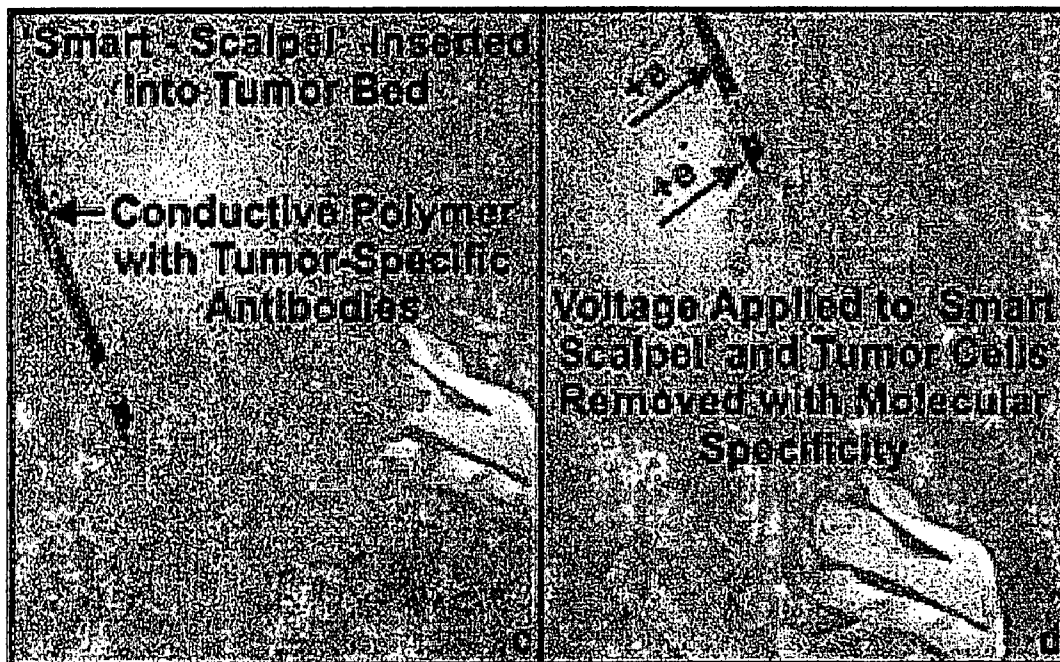 'Smart - Scalpel' Inserted
Into Tumor Bed
Conductive Polymer
with Tumor-Specific
Antibodies
c
Voltage Applied to 'Smart
Scalpel' and Tumor Cells
Removed with Molecular
Specificity